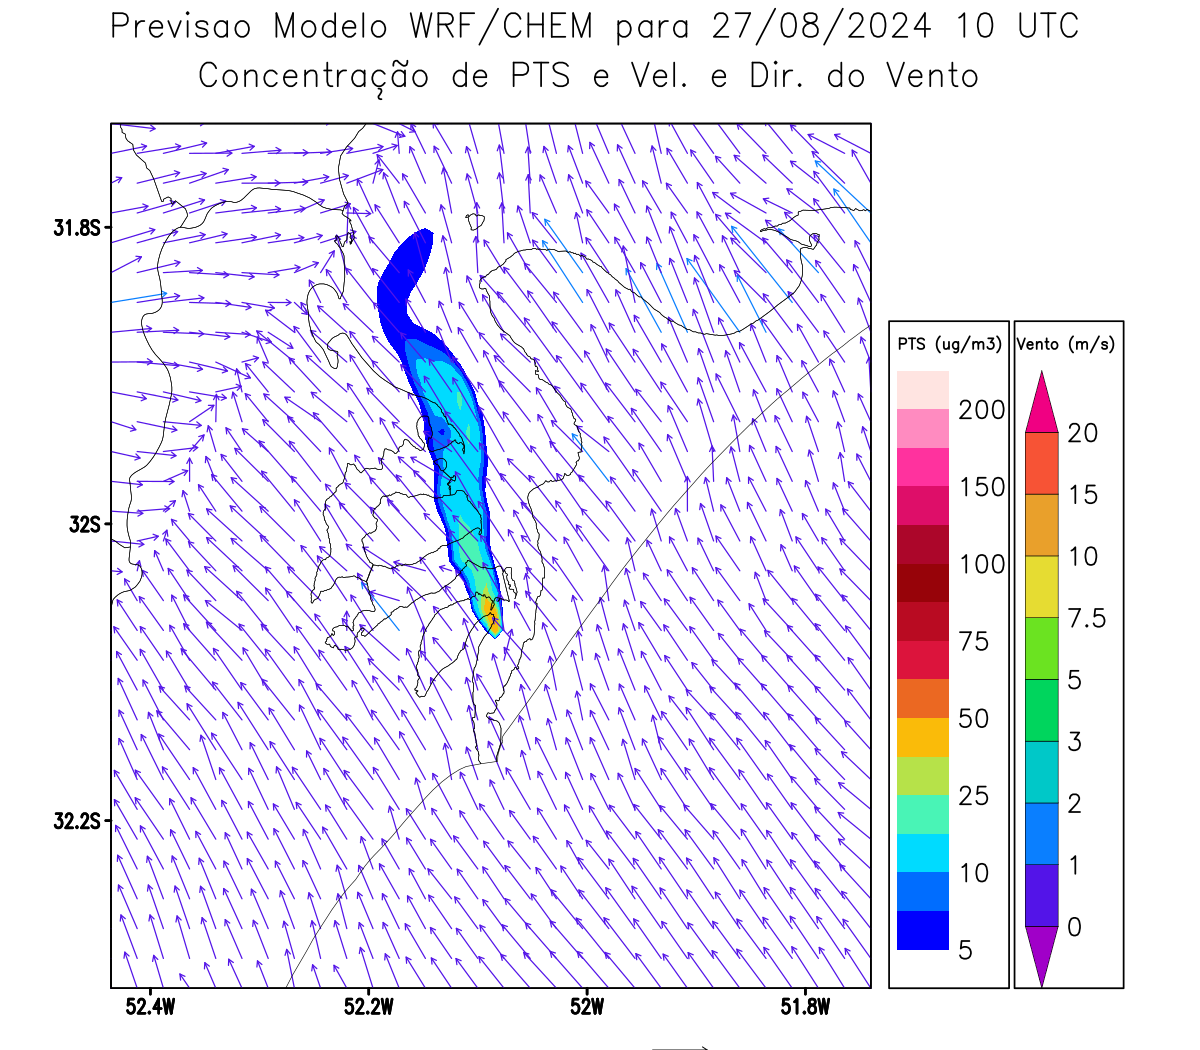 Previsao Modelo WRF/CHEM para 27/08/2024 10 UTC
Concentração de PTS e Vel. e Dir. do Vento
31.8S
32S
32.2S
52.4W 52.2W 52W 51.8W
PTS (ug/m3)
200
150
100
75
50
25
10
5
Vento (m/s)
20
15
10
7.5
5
3
2
1
0